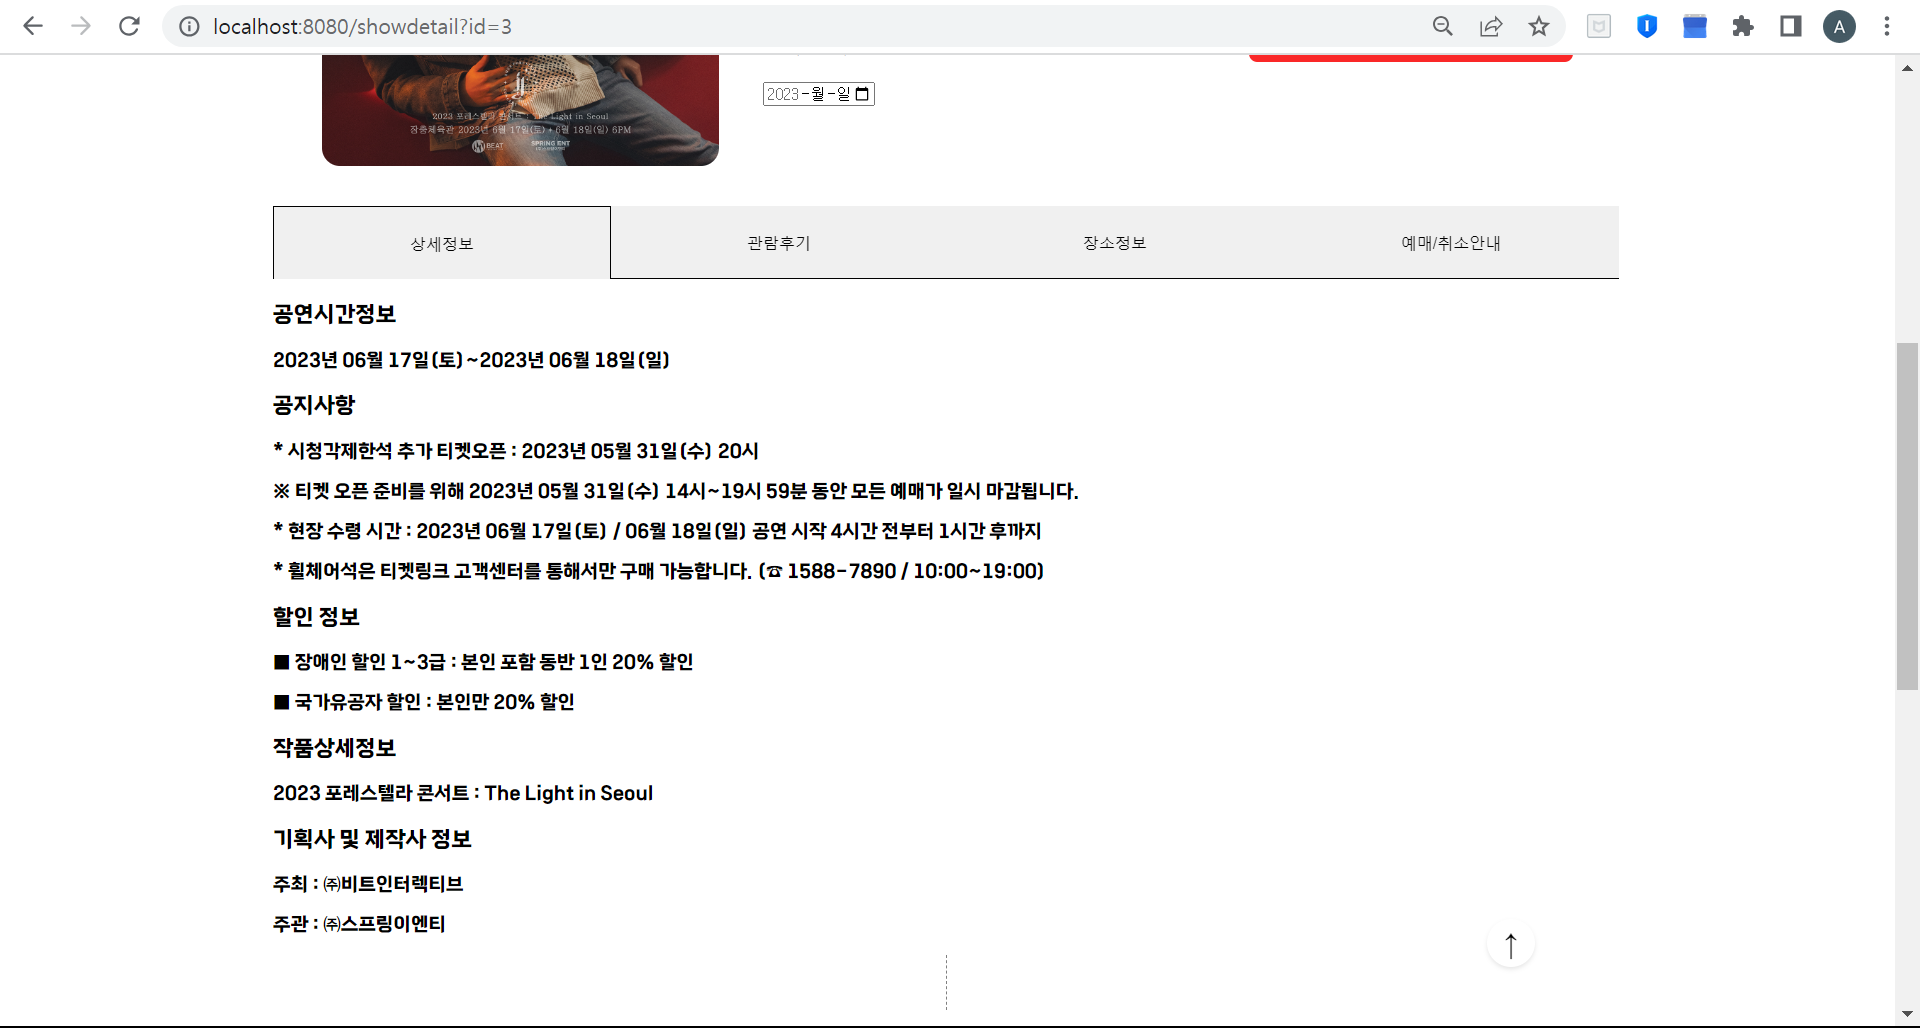 localhost:8080/showdetail?id=3
A
2023 포레스텔라 콘서트 : The Light in Seoul
장충체육관 2023년 6월 17일(토) + 6월 18일(일) 6PM
BEAT
SPRING ENT
2023-월-일
상세정보
관람후기
장소정보
예매/취소안내
공연시간정보
2023년 06월 17일(토)~2023년 06월 18일(일)
공지사항
* 시청각제한석 추가 티켓오픈 : 2023년 05월 31일(수) 20시
※ 티켓 오픈 준비를 위해 2023년 05월 31일(수) 14시~19시 59분 동안 모든 예매가 일시 마감됩니다.
* 현장 수령 시간 : 2023년 06월 17일(토) / 06월 18일(일) 공연 시작 4시간 전부터 1시간 후까지
* 휠체어석은 티켓링크 고객센터를 통해서만 구매 가능합니다. (☎ 1588-7890 / 10:00~19:00)
할인 정보
■ 장애인 할인 1~3급 : 본인 포함 동반 1인 20% 할인
■ 국가유공자 할인 : 본인만 20% 할인
작품상세정보
2023 포레스텔라 콘서트 : The Light in Seoul
기획사 및 제작사 정보
주최 : ㈜비트인터렉티브
주관 : ㈜스프링이엔티
↑